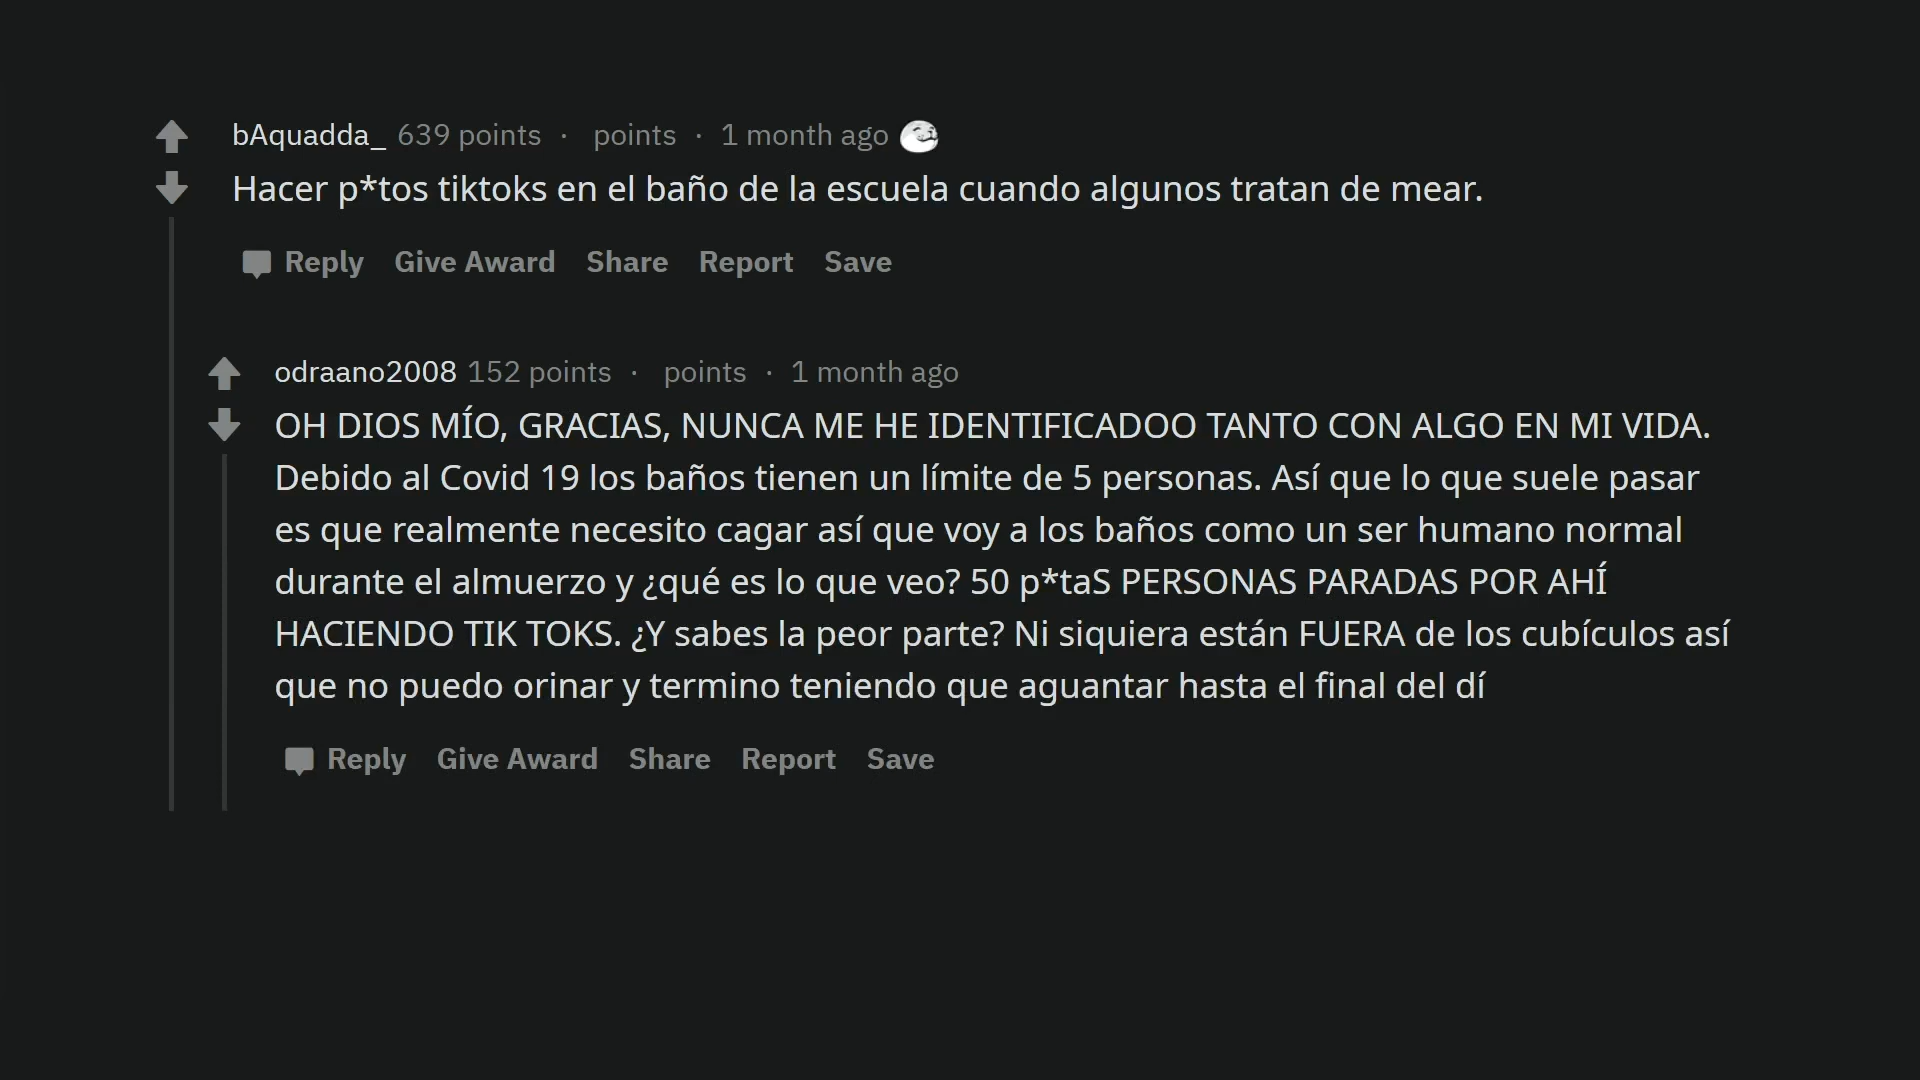 bAquadda_ 639 points · points · 1 month ago
Hacer p*tos tiktoks en el baño de la escuela cuando algunos tratan de mear.
Reply Give Award Share Report Save
odraano2008 152 points · points · 1 month ago
OH DIOS MÍO, GRACIAS, NUNCA ME HE IDENTIFICADOO TANTO CON ALGO EN MI VIDA.
Debido al Covid 19 los baños tienen un límite de 5 personas. Así que lo que suele pasar
es que realmente necesito cagar así que voy a los baños como un ser humano normal
durante el almuerzo y ¿qué es lo que veo? 50 p*taS PERSONAS PARADAS POR AHÍ
HACIENDO TIK TOKS. ¿Y sabes la peor parte? Ni siquiera están FUERA de los cubículos así
que no puedo orinar y termino teniendo que aguantar hasta el final del dí
Reply Give Award Share Report Save